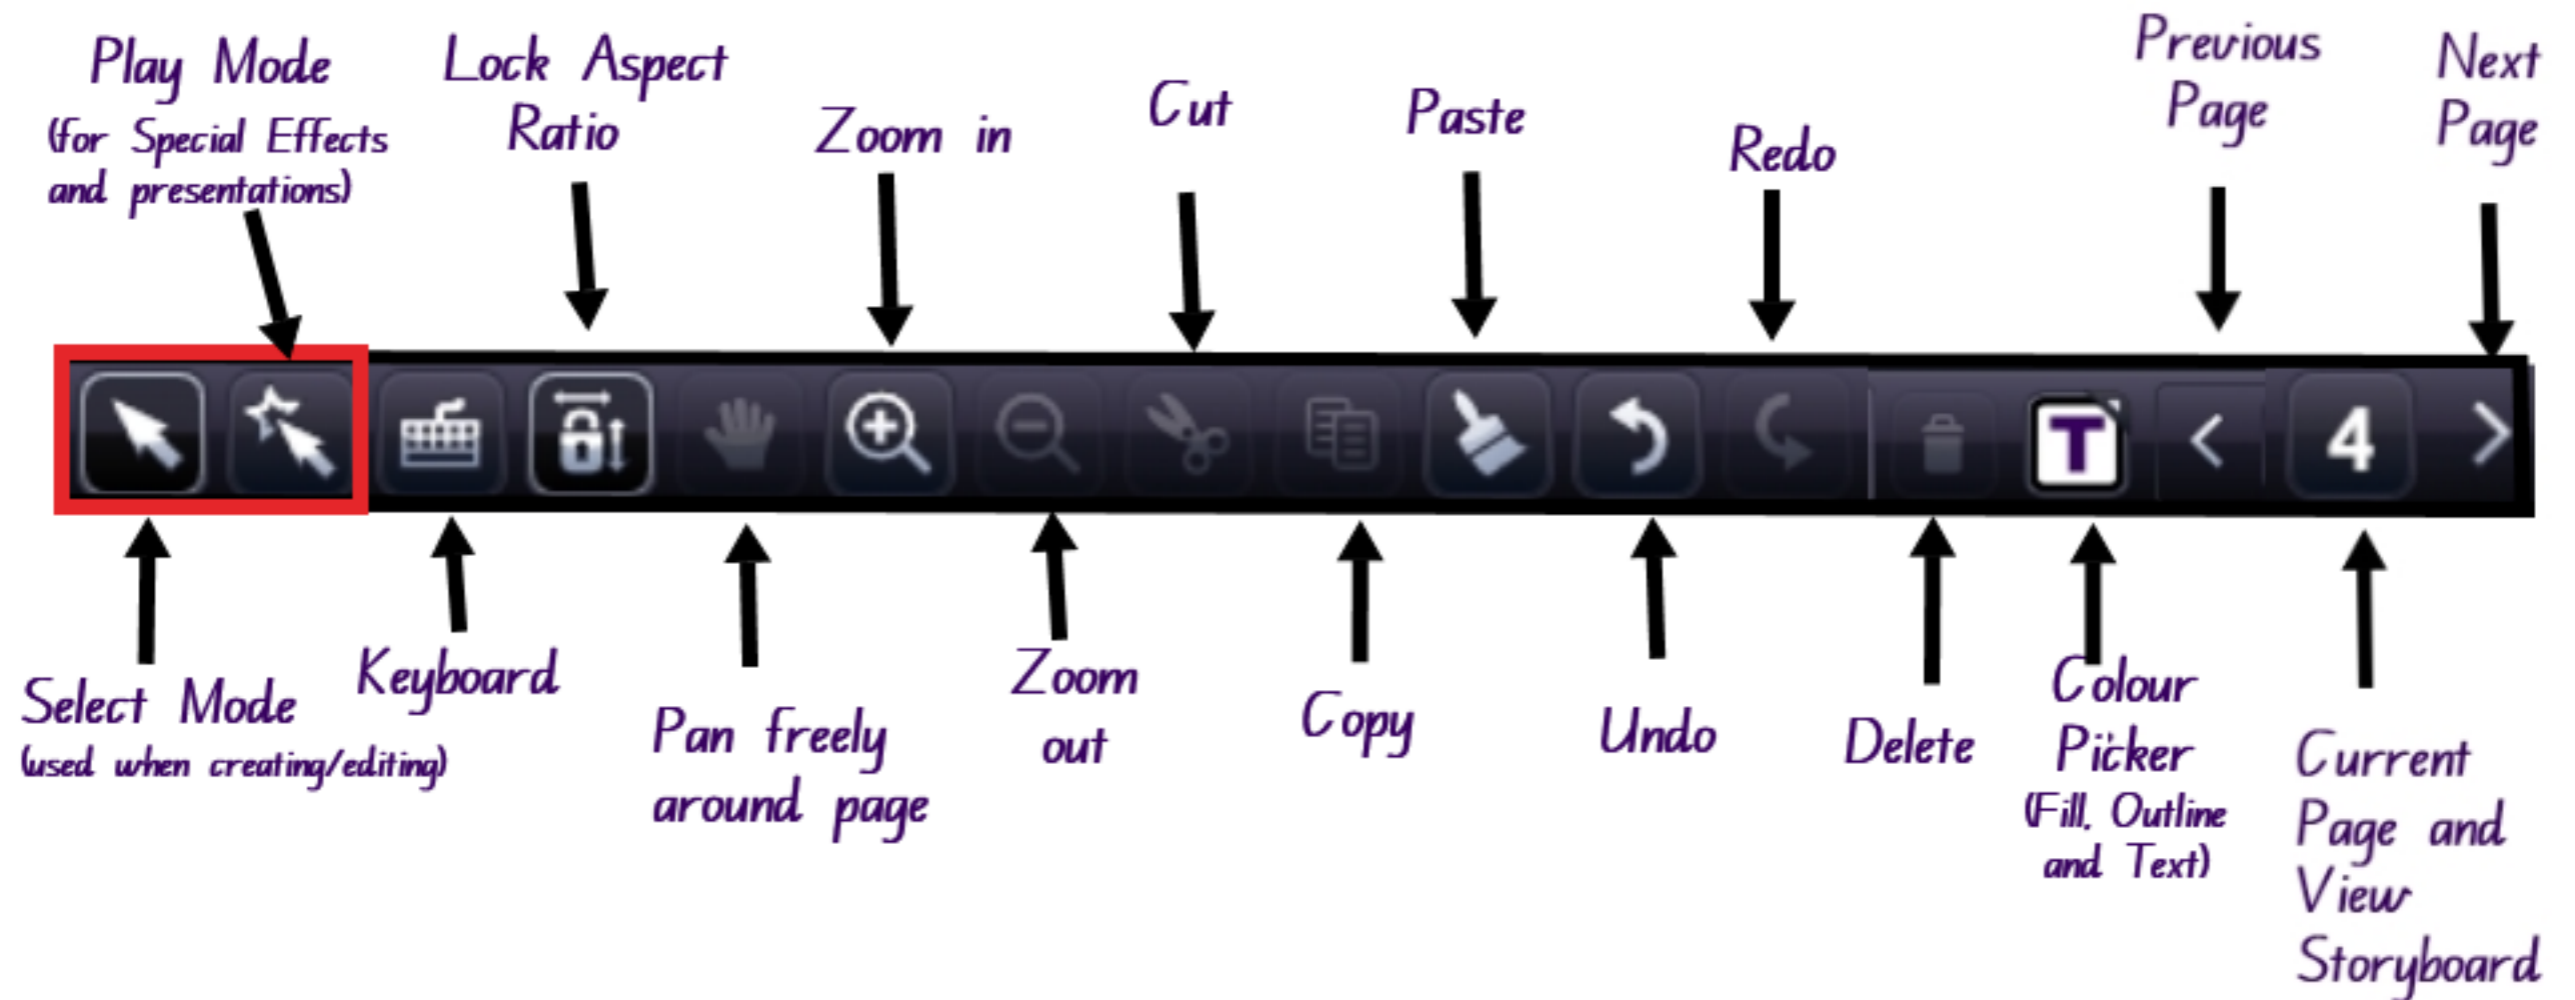 Play Mode
(for Special Effects
and presentations)
Lock Aspect
Ratio
Zoom in
Cut
Paste
Redo
Previous
Page
Next
Page
T
4
Select Mode
(used when creating/editing)
Keyboard
Pan freely
around page
Zoom
out
Copy
Undo
Delete
Colour
Picker
(Fill, Outline
and Text)
Current
Page and
View
Storyboard